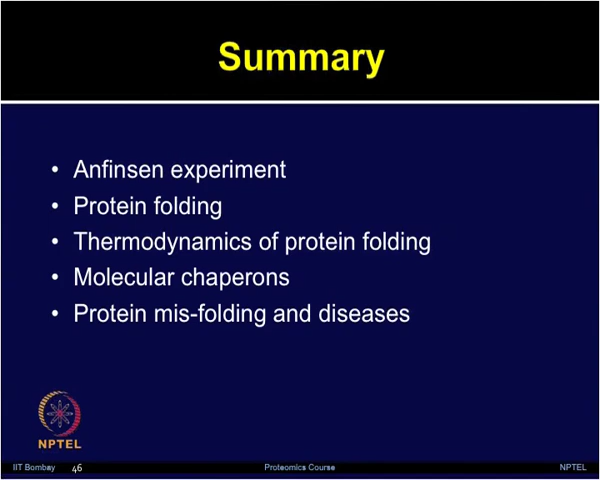 Summary
• Anfinsen experiment
• Protein folding
• Thermodynamics of protein folding
• Molecular chaperons
• Protein mis-folding and diseases
NPTEL
IIT Bombay 46 Proteomics Course NPTEL